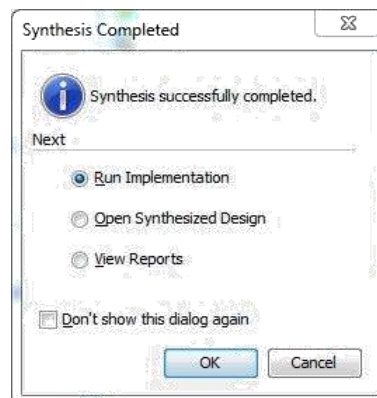 Synthesis Completed
Synthesis successfully completed.
Next
Run Implementation
Open Synthesized Design
View Reports
Don't show this dialog again
OK Cancel